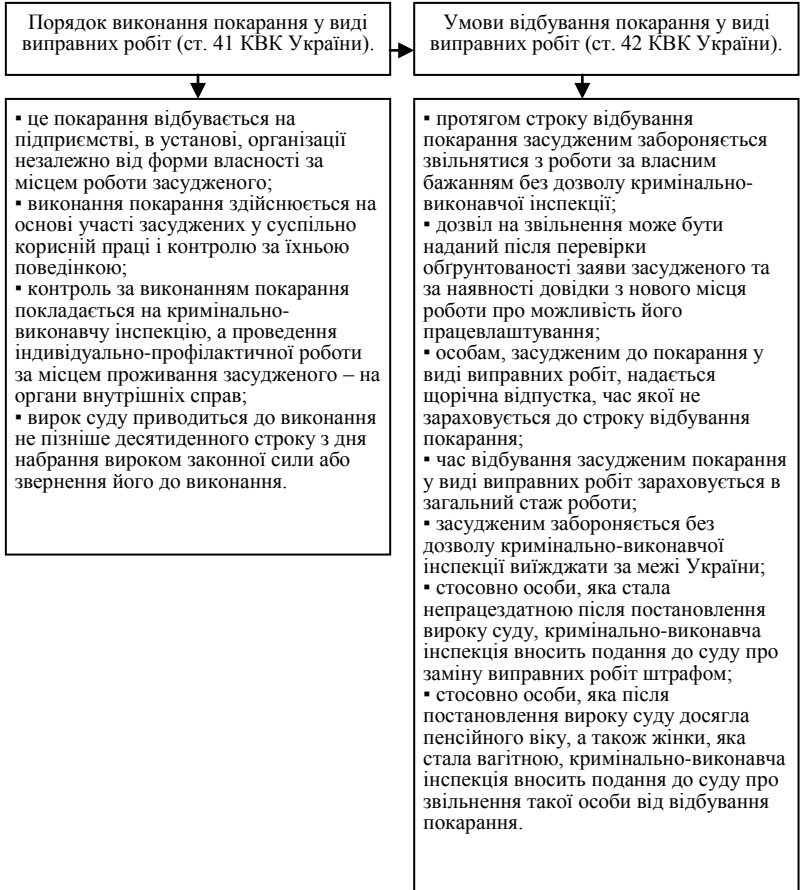 Порядок виконання покарання у виді
виправних робіт (ст. 41 КВК України).
▪ це покарання відбувається на
підприємстві, в установі, організації
незалежно від форми власності за
місцем роботи засудженого;
▪ виконання покарання здійснюється на
основі участі засуджених у суспільно
корисній праці і контролю за їхньою
поведінкою;
▪ контроль за виконанням покарання
покладається на кримінально-
виконавчу інспекцію, а проведення
індивідуально-профілактичної роботи
за місцем проживання засудженого – на
органи внутрішніх справ;
▪ вирок суду приводиться до виконання
не пізніше десятиденного строку з дня
набрання вироком законної сили або
звернення його до виконання.
Умови відбування покарання у виді
виправних робіт (ст. 42 КВК України).
▪ протягом строку відбування
покарання засудженим забороняється
звільнятися з роботи за власним
бажанням без дозволу кримінально-
виконавчої інспекції;
▪ дозвіл на звільнення може бути
наданий після перевірки
обґрунтованості заяви засудженого та
за наявності довідки з нового місця
роботи про можливість його
працевлаштування;
▪ особам, засудженим до покарання у
виді виправних робіт, надається
щорічна відпустка, час якої не
зараховується до строку відбування
покарання;
▪ час відбування засудженим покарання
у виді виправних робіт зараховується в
загальний стаж роботи;
▪ засудженим забороняється без
дозволу кримінально-виконавчої
інспекції виїжджати за межі України;
▪ стосовно особи, яка стала
непрацездатною після постановлення
вироку суду, кримінально-виконавча
інспекція вносить подання до суду про
заміну виправних робіт штрафом;
▪ стосовно особи, яка після
постановлення вироку суду досягла
пенсійного віку, а також жінки, яка
стала вагітною, кримінально-виконавча
інспекція вносить подання до суду про
звільнення такої особи від відбування
покарання.